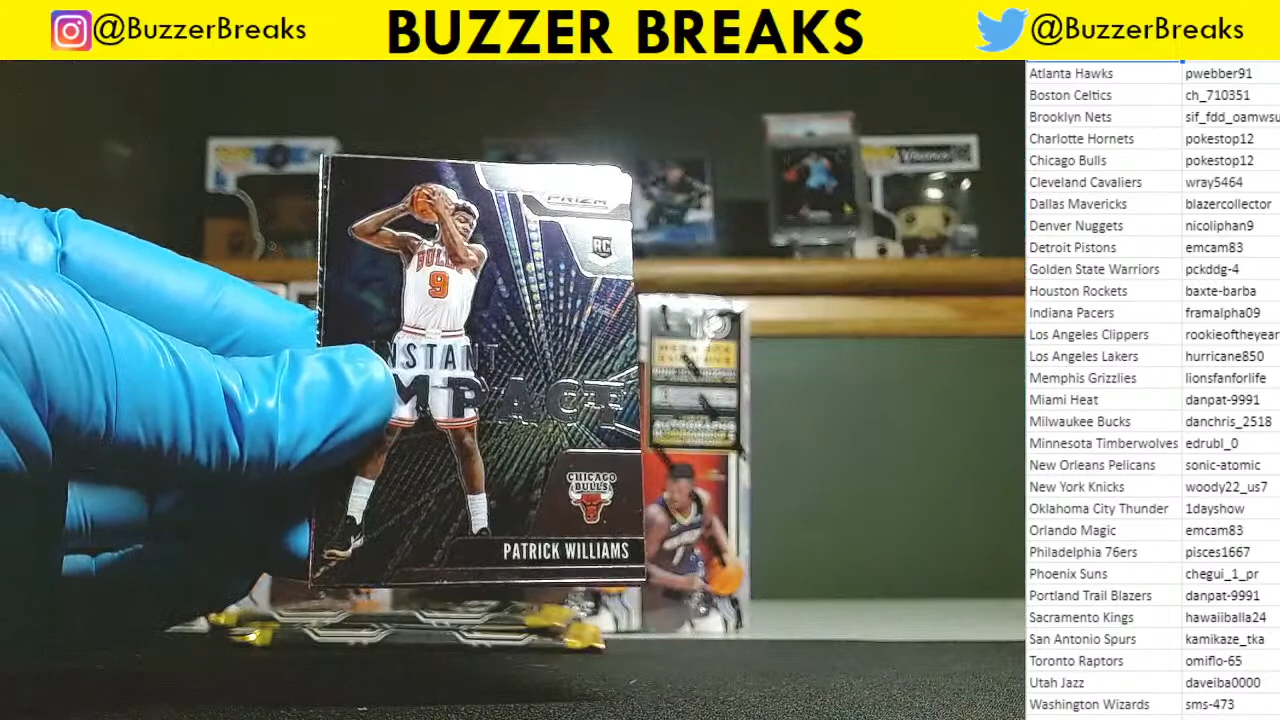 @BuzzerBreaks
BUZZER BREAKS
@BuzzerBreaks
PRIZM
RC
BULLS
9
INSTANT
IMPACT
CHICAGO
BULLS
PATRICK WILLIAMS
Atlanta Hawks pwebber91
Boston Celtics ch_710351
Brooklyn Nets sif_fdd_oamwsu
Charlotte Hornets pokestop12
Chicago Bulls pokestop12
Cleveland Cavaliers wray5464
Dallas Mavericks blazercollector
Denver Nuggets nicoliphan9
Detroit Pistons emcam83
Golden State Warriors pckddg-4
Houston Rockets baxte-barba
Indiana Pacers framalpha09
Los Angeles Clippers rookieoftheyear
Los Angeles Lakers hurricane850
Memphis Grizzlies lionsfanforlife
Miami Heat danpat-9991
Milwaukee Bucks danchris_2518
Minnesota Timberwolves edrubl_0
New Orleans Pelicans sonic-atomic
New York Knicks woody22_us7
Oklahoma City Thunder 1dayshow
Orlando Magic emcam83
Philadelphia 76ers pisces1667
Phoenix Suns chegui_1_pr
Portland Trail Blazers danpat-9991
Sacramento Kings hawaiiballa24
San Antonio Spurs kamikaze_tka
Toronto Raptors omiflo-65
Utah Jazz daveiba0000
Washington Wizards sms-473